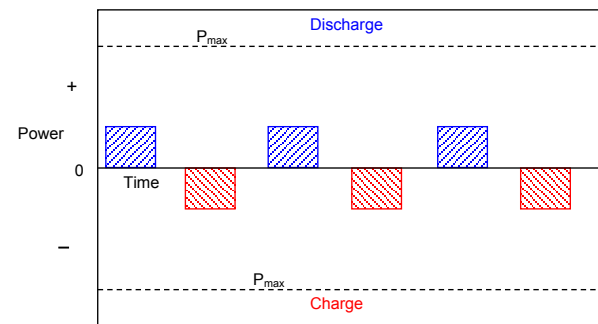 Discharge
Pmax
+
Power
0
Time
–
Pmax
Charge